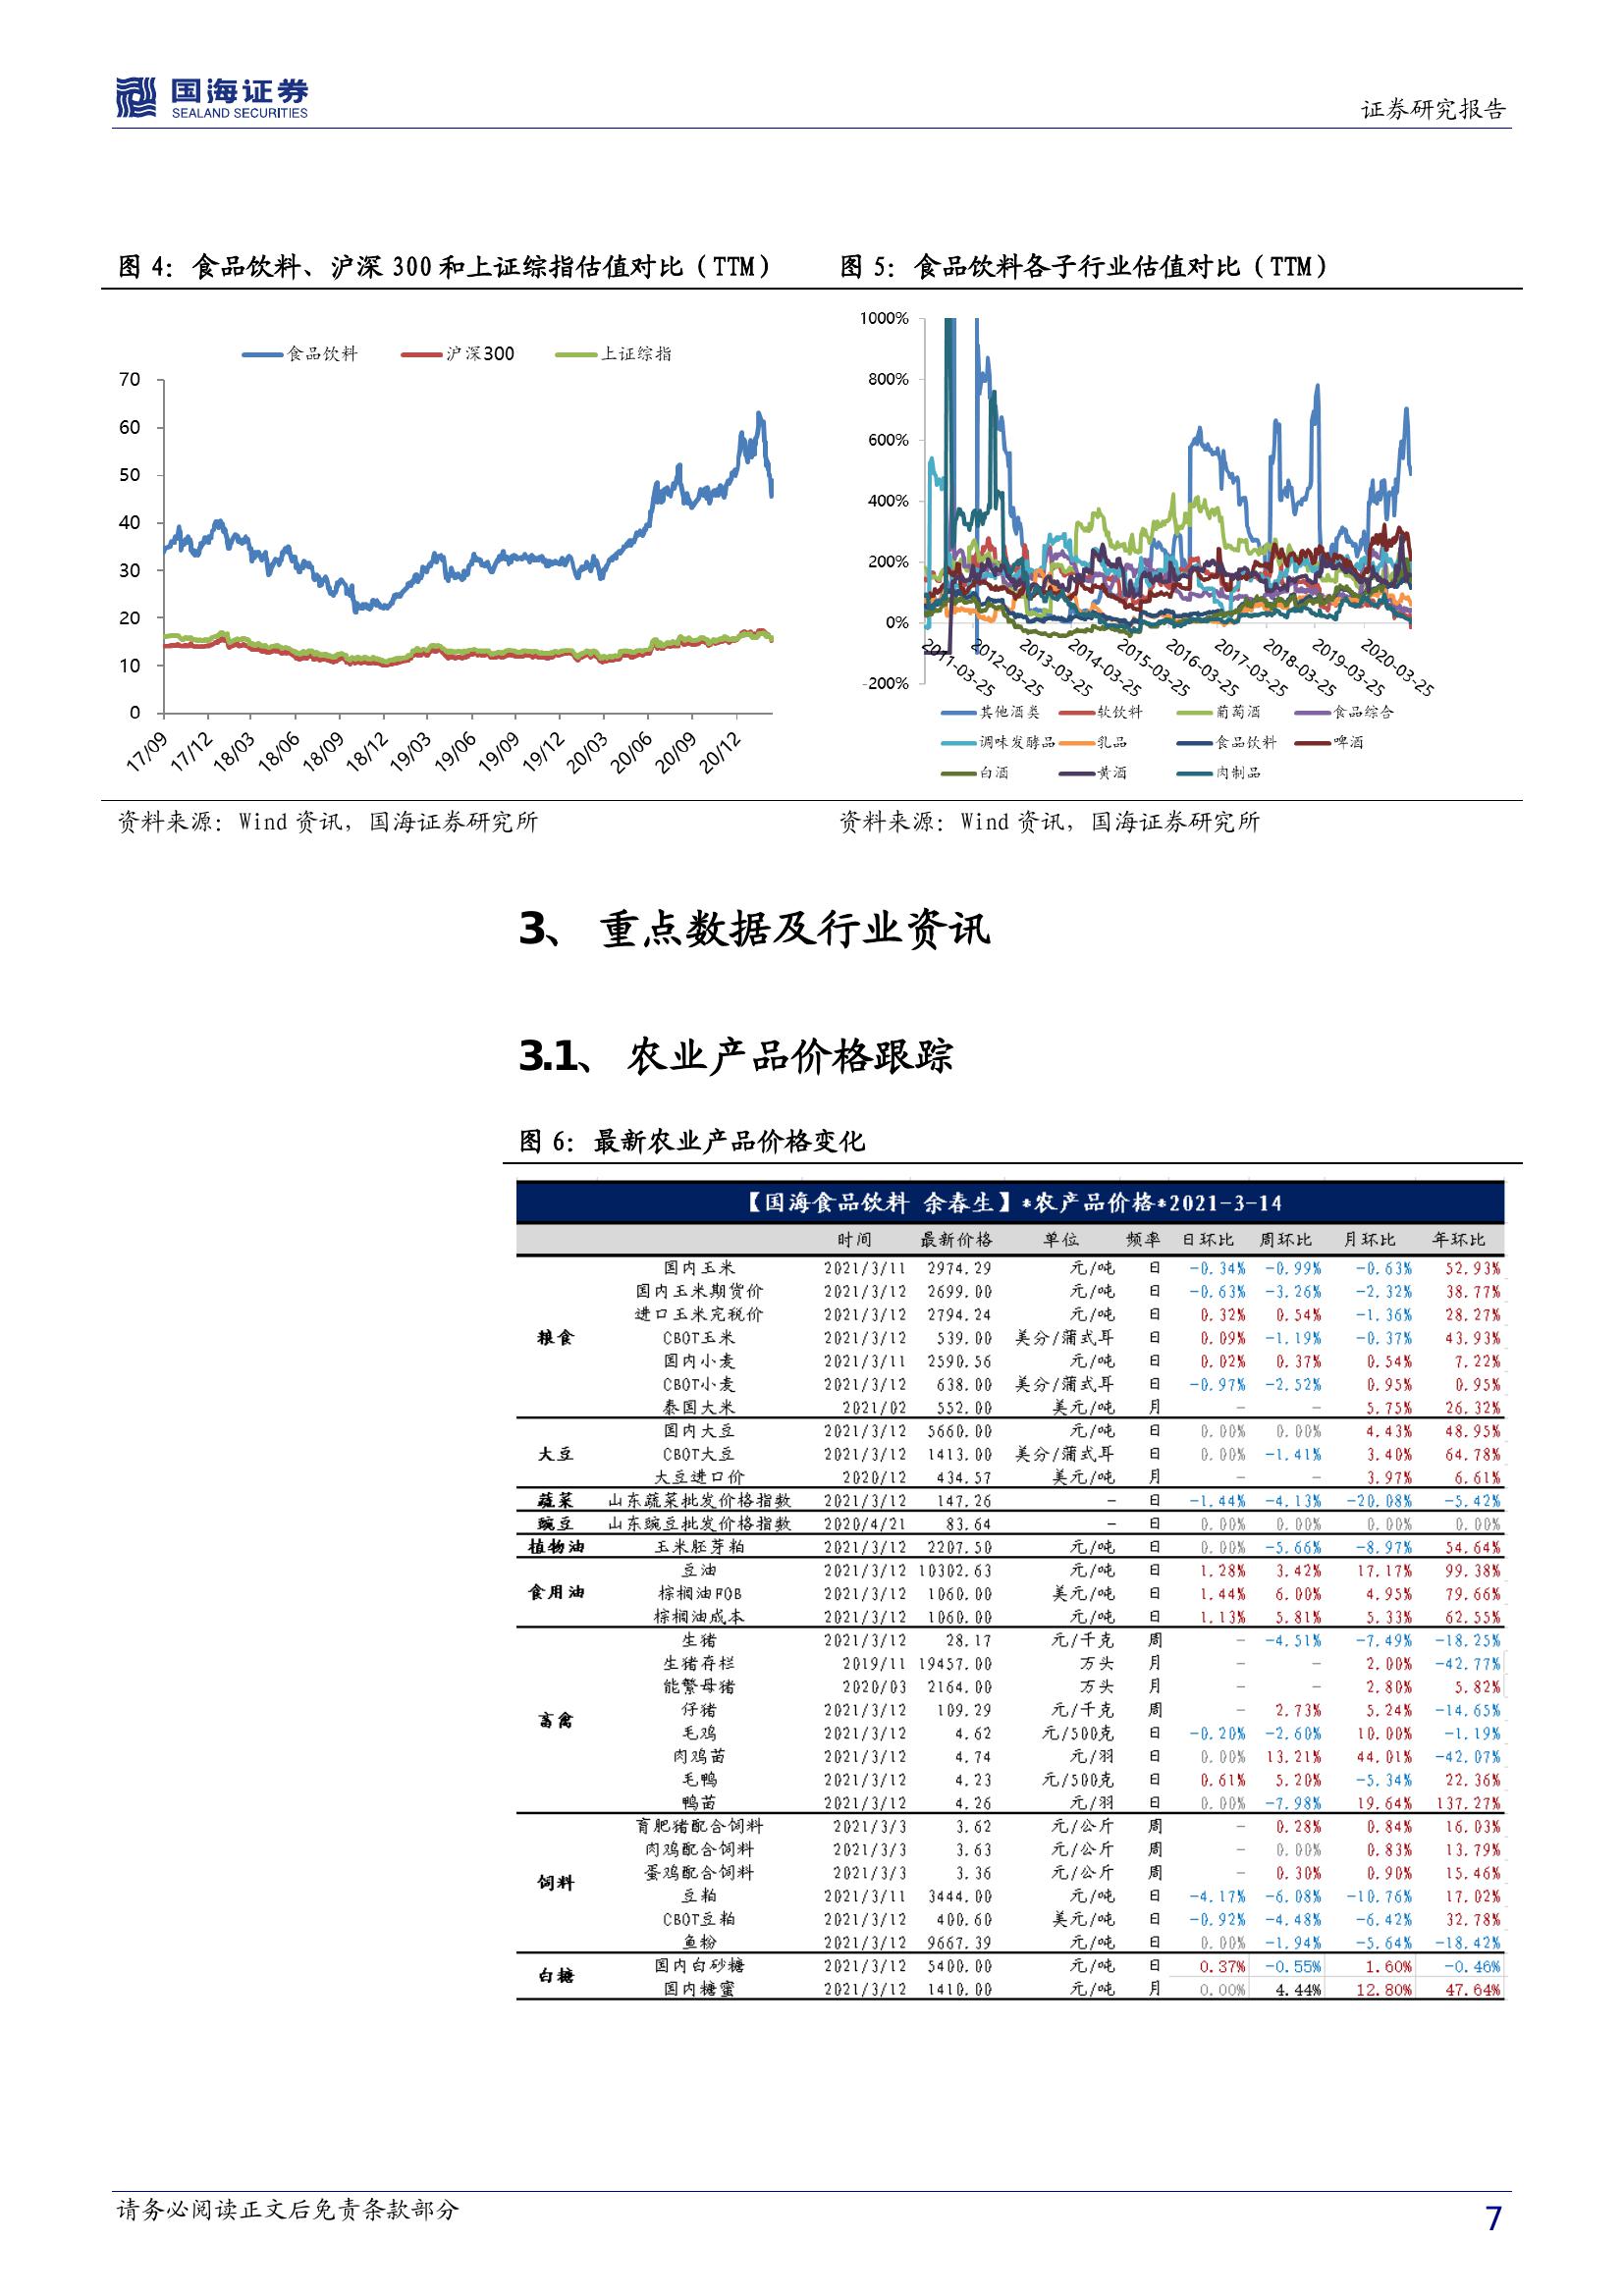 国海证券
SEALAND SECURITIES
证券研究报告
图 4：食品饮料、沪深 300 和上证综指估值对比（TTM）
食品饮料 沪深300 上证综指
70
60
50
40
30
20
10
0
17/09 17/12 18/03 18/06 18/09 18/12 19/03 19/06 19/09 19/12 20/03 20/06 20/09 20/12
资料来源：Wind 资讯，国海证券研究所
图 5：食品饮料各子行业估值对比（TTM）
1000%
800%
600%
400%
200%
0%
-200%
2011-03-25 2012-03-25 2013-03-25 2014-03-25 2015-03-25 2016-03-25 2017-03-25 2018-03-25 2019-03-25 2020-03-25
其他酒类 软饮料 葡萄酒 食品综合
调味发酵品 乳品 食品饮料 啤酒
白酒 黄酒 肉制品
资料来源：Wind 资讯，国海证券研究所
3、 重点数据及行业资讯
3.1、 农业产品价格跟踪
图 6：最新农业产品价格变化
【国海食品饮料 余春生】*农产品价格*2021-3-14
时间 最新价格 单位 频率 日环比 周环比 月环比 年环比
国内玉米 2021/3/11 2974.29 元/吨 日 -0.34% -0.99% -0.63% 52.93%
国内玉米期货价 2021/3/12 2699.00 元/吨 日 -0.63% -3.26% -2.32% 38.77%
进口玉米完税价 2021/3/12 2794.24 元/吨 日 0.32% 0.54% -1.36% 28.27%
粮食 CBOT玉米 2021/3/12 539.00 美分/蒲式耳 日 0.09% -1.19% -0.37% 43.93%
国内小麦 2021/3/11 2590.56 元/吨 日 0.02% 0.37% 0.54% 7.22%
CBOT小麦 2021/3/12 638.00 美分/蒲式耳 日 -0.97% -2.52% 0.95% 0.95%
泰国大米 2021/02 552.00 美元/吨 月 - - 5.75% 26.32%
国内大豆 2021/3/12 5660.00 元/吨 日 0.00% 0.00% 4.43% 48.95%
大豆 CBOT大豆 2021/3/12 1413.00 美分/蒲式耳 日 0.00% -1.41% 3.40% 64.78%
大豆进口价 2020/12 434.57 美元/吨 月 - - 3.97% 6.61%
蔬菜 山东蔬菜批发价格指数 2021/3/12 147.26 - 日 -1.44% -4.13% -20.08% -5.42%
豌豆 山东豌豆批发价格指数 2020/4/21 83.64 - 日 0.00% 0.00% 0.00% 0.00%
植物油 玉米胚芽粕 2021/3/12 2207.50 元/吨 日 0.00% -5.66% -8.97% 54.64%
豆油 2021/3/12 10302.63 元/吨 日 1.28% 3.42% 17.17% 99.38%
食用油 棕榈油FOB 2021/3/12 1060.00 美元/吨 日 1.44% 6.00% 4.95% 79.66%
棕榈油成本 2021/3/12 1060.00 元/吨 日 1.13% 5.81% 5.33% 62.55%
生猪 2021/3/12 28.17 元/千克 周 - -4.51% -7.49% -18.25%
生猪存栏 2019/11 19457.00 万头 月 - - 2.00% -42.77%
能繁母猪 2020/03 2164.00 万头 月 - - 2.80% 5.82%
畜禽 仔猪 2021/3/12 109.29 元/千克 周 - 2.73% 5.24% -14.65%
毛鸡 2021/3/12 4.62 元/500克 日 -0.20% -2.60% 10.00% -1.19%
肉鸡苗 2021/3/12 4.74 元/羽 日 0.00% 13.21% 44.01% -42.07%
毛鸭 2021/3/12 4.23 元/500克 日 0.61% 5.20% -5.34% 22.36%
鸭苗 2021/3/12 4.26 元/羽 日 0.00% -7.98% 19.64% 137.27%
育肥猪配合饲料 2021/3/3 3.62 元/公斤 周 - 0.28% 0.84% 16.03%
肉鸡配合饲料 2021/3/3 3.63 元/公斤 周 - 0.00% 0.83% 13.79%
蛋鸡配合饲料 2021/3/3 3.36 元/公斤 周 - 0.30% 0.90% 15.46%
饲料 豆粕 2021/3/11 3444.00 元/吨 日 -4.17% -6.08% -10.76% 17.02%
CBOT豆粕 2021/3/12 400.60 美元/吨 日 -0.92% -4.48% -6.42% 32.78%
鱼粉 2021/3/12 9667.39 元/吨 日 0.00% -1.94% -5.64% -18.42%
白糖 国内白砂糖 2021/3/12 5400.00 元/吨 日 0.37% -0.55% 1.60% -0.46%
国内糖蜜 2021/3/12 1410.00 元/吨 月 0.00% 4.44% 12.80% 47.64%
请务必阅读正文后免责条款部分
7